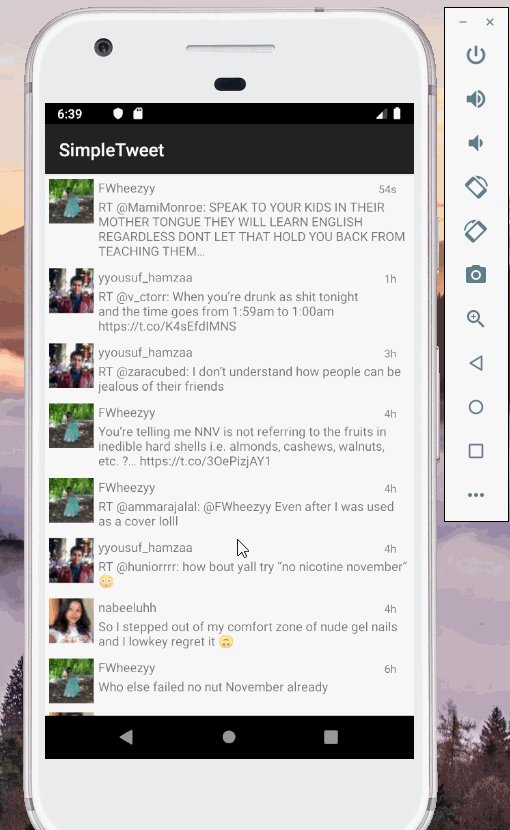 6:39
SimpleTweet
FWheezyy 54s
RT @MamiMonroe: SPEAK TO YOUR KIDS IN THEIR
MOTHER TONGUE THEY WILL LEARN ENGLISH
REGARDLESS DONT LET THAT HOLD YOU BACK FROM
TEACHING THEM…
yyousuf_hamzaa 1h
RT @v_ctorr: When you're drunk as shit tonight
and the time goes from 1:59am to 1:00am
https://t.co/K4sEfdIMNS
yyousuf_hamzaa 3h
RT @zaracubed: I don't understand how people can be
jealous of their friends
FWheezyy 4h
You're telling me NNV is not referring to the fruits in
inedible hard shells i.e. almonds, cashews, walnuts,
etc. ?... https://t.co/3OePizjAY1
FWheezyy 4h
RT @ammarajalal: @FWheezyy Even after I was used
as a cover lolll
yyousuf_hamzaa 4h
RT @huniorrrr: how bout yall try “no nicotine november”
😳
nabeeluhh 4h
So I stepped out of my comfort zone of nude gel nails
and I lowkey regret it 🙃
FWheezyy 6h
Who else failed no nut November already